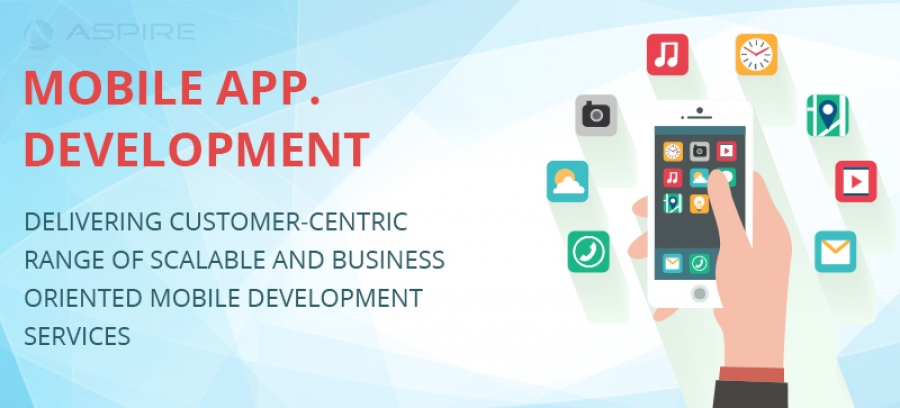 ASPIRE
MOBILE APP.
DEVELOPMENT
DELIVERING CUSTOMER-CENTRIC
RANGE OF SCALABLE AND BUSINESS
ORIENTED MOBILE DEVELOPMENT
SERVICES